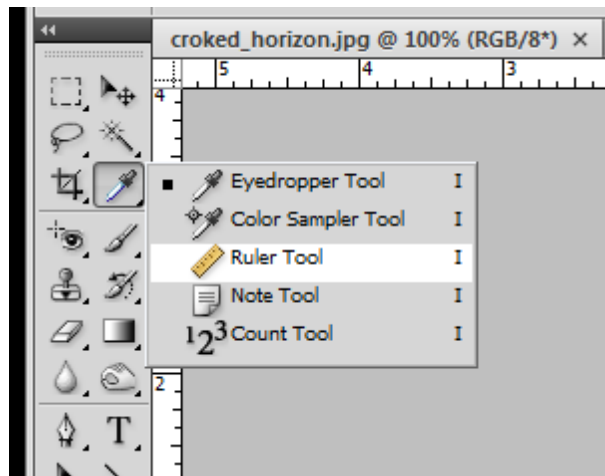 croked_horizon.jpg @ 100% (RGB/8*) ×
5 4 3
4
Eyedropper Tool I
Color Sampler Tool I
Ruler Tool I
Note Tool I
123 Count Tool I
2
T